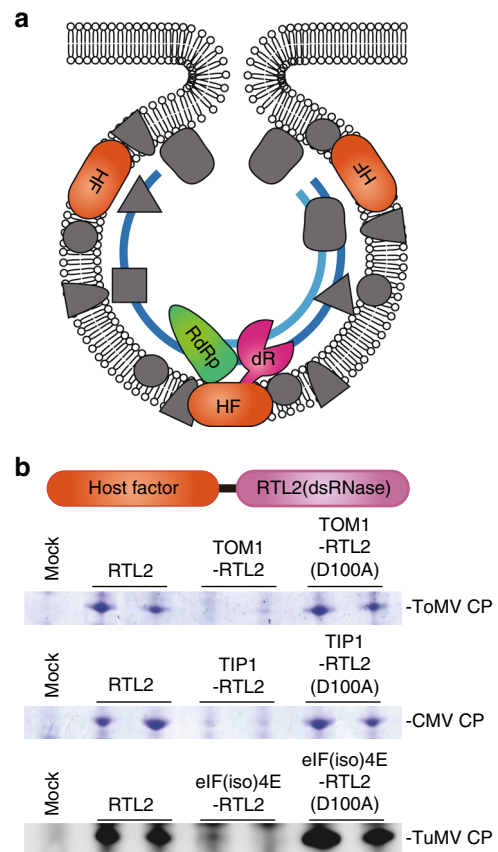 a
HF
HF
RdRp
dR
HF
b
Host factor
RTL2(dsRNase)
Mock
RTL2
TOM1
-RTL2
TOM1
-RTL2
(D100A)
-ToMV CP
Mock
RTL2
TIP1
-RTL2
TIP1
-RTL2
(D100A)
-CMV CP
Mock
RTL2
eIF(iso)4E
-RTL2
eIF(iso)4E
-RTL2
(D100A)
-TuMV CP